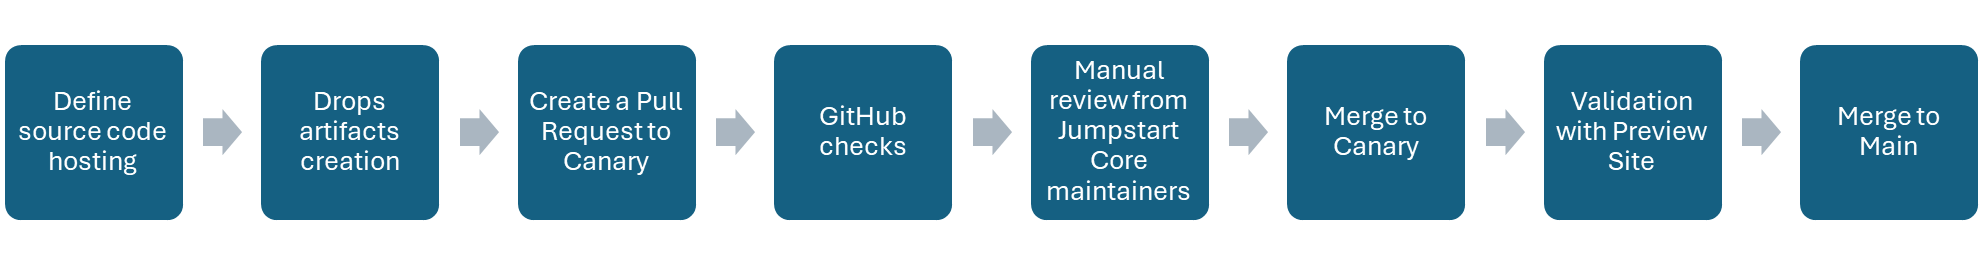 Define
source code
hosting
Drops
artifacts
creation
Create a Pull
Request to
Canary
GitHub
checks
Manual
review from
Jumpstart
Core
maintainers
Merge to
Canary
Validation
with Preview
Site
Merge to
Main